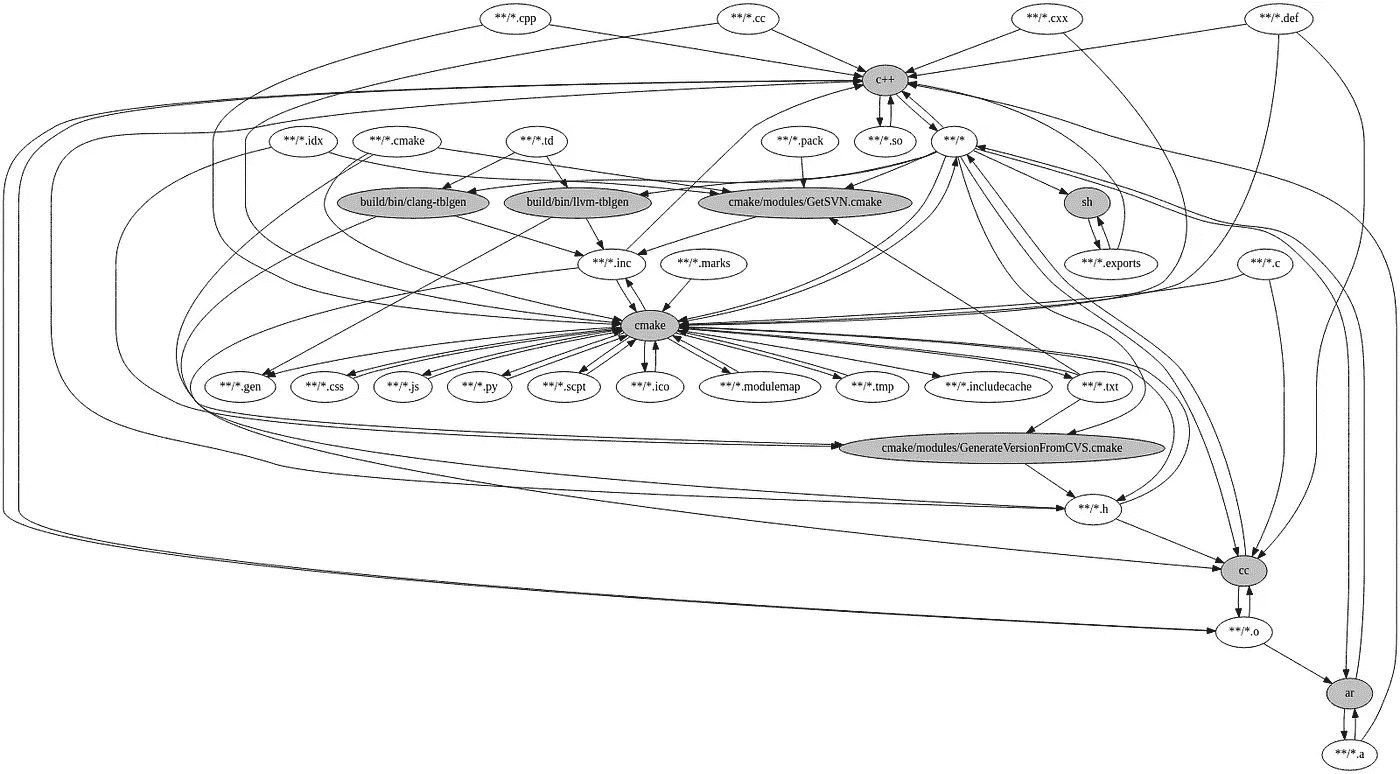 **/*.cpp
**/*.cc
**/*.cxx
**/*.def
c++
**/*.idx
**/*.cmake
**/*.td
**/*.pack
**/*.so
**/*
build/bin/clang-tblgen
build/bin/llvm-tblgen
cmake/modules/GetSVN.cmake
sh
**/*.inc
**/*.marks
**/*.exports
**/*.c
cmake
**/*.gen
**/*.css
**/*.js
**/*.py
**/*.scpt
**/*.ico
**/*.modulemap
**/*.tmp
**/*.includecache
**/*.txt
cmake/modules/GenerateVersionFromCVS.cmake
**/*.h
cc
**/*.o
ar
**/*.a